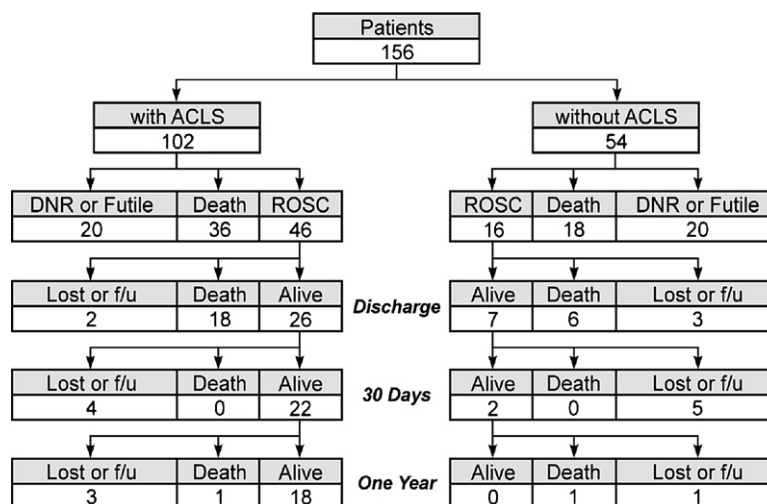 Patients
156
with ACLS without ACLS
102 54
DNR or Futile Death ROSC ROSC Death DNR or Futile
20 36 46 16 18 20
Lost or f/u Death Alive Discharge Alive Death Lost or f/u
2 18 26 7 6 3
Lost or f/u Death Alive 30 Days Alive Death Lost or f/u
4 0 22 2 0 5
Lost or f/u Death Alive One Year Alive Death Lost or f/u
3 1 18 0 1 1